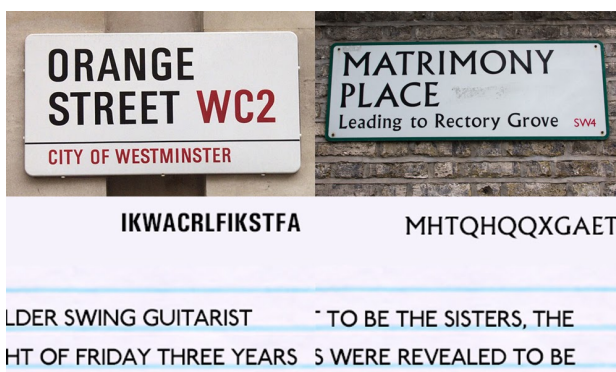 ORANGE
STREET WC2
CITY OF WESTMINSTER
MATRIMONY
PLACE
Leading to Rectory Grove SW4
IKWACRLFIKSTFA
MHTQHQQXGAET
LDER SWING GUITARIST
HT OF FRIDAY THREE YEARS
T TO BE THE SISTERS, THE
S WERE REVEALED TO BE